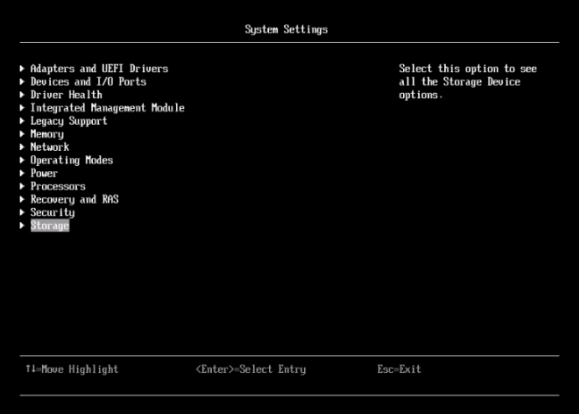 System Settings
▶ Adapters and UEFI Drivers
▶ Devices and I/O Ports
▶ Driver Health
▶ Integrated Management Module
▶ Legacy Support
▶ Memory
▶ Network
▶ Operating Modes
▶ Power
▶ Processors
▶ Recovery and RAS
▶ Security
▶ Storage
Select this option to see
all the Storage Device
options.
↑↓=Move Highlight <Enter>=Select Entry Esc=Exit